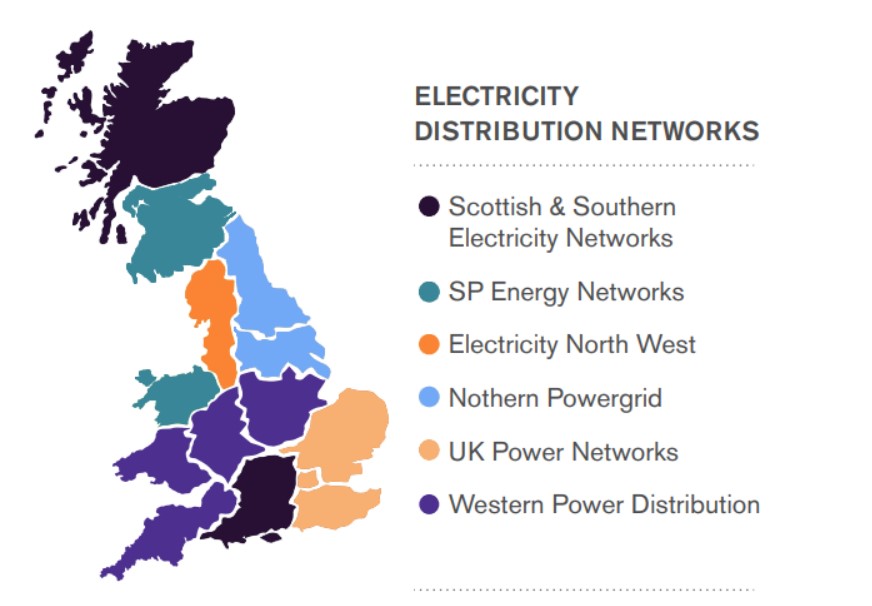 ELECTRICITY
DISTRIBUTION NETWORKS
Scottish & Southern
Electricity Networks
SP Energy Networks
Electricity North West
Nothern Powergrid
UK Power Networks
Western Power Distribution